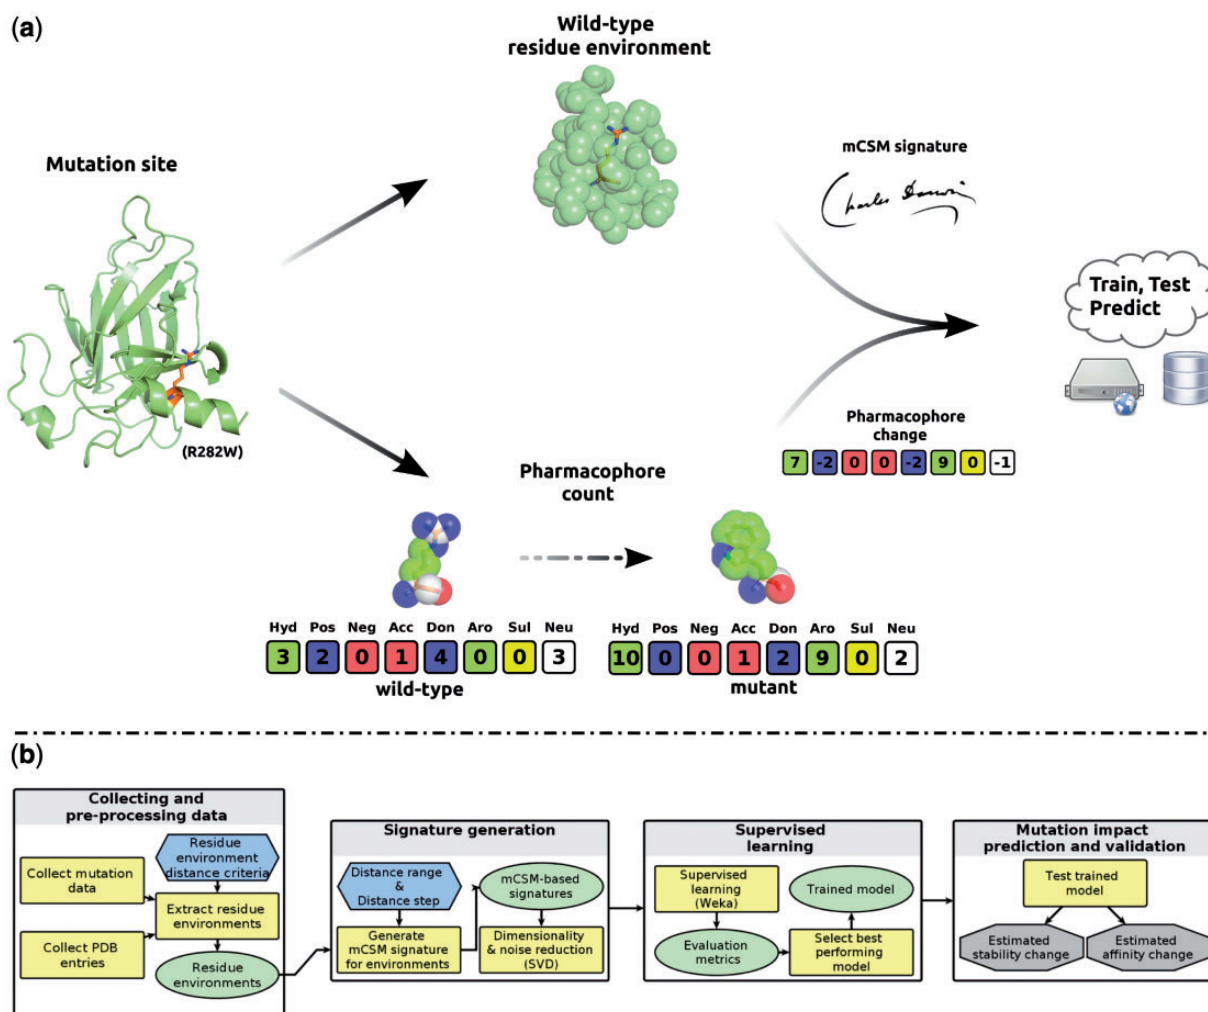 (a)
Wild-type
residue environment
Mutation site
mCSM signature
Charles Darwin
Train, Test
Predict
(R282W)
Pharmacophore
change
7 -2 0 0 -2 9 0 -1
Pharmacophore
count
Hyd Pos Neg Acc Don Aro Sul Neu
3 2 0 1 4 0 0 3
wild-type
Hyd Pos Neg Acc Don Aro Sul Neu
10 0 0 1 2 9 0 2
mutant
(b)
Collecting and
pre-processing data
Residue
environment
distance criteria
Collect mutation
data
Extract residue
environments
Collect PDB
entries
Residue
environments
Signature generation
Distance range
&
Distance step
mCSM-based
signatures
Generate
mCSM signature
for environments
Dimensionality
& noise reduction
(SVD)
Supervised
learning
Supervised
learning
(Weka)
Trained model
Evaluation
metrics
Select best
performing
model
Mutation impact
prediction and validation
Test trained
model
Estimated
stability change
Estimated
affinity change